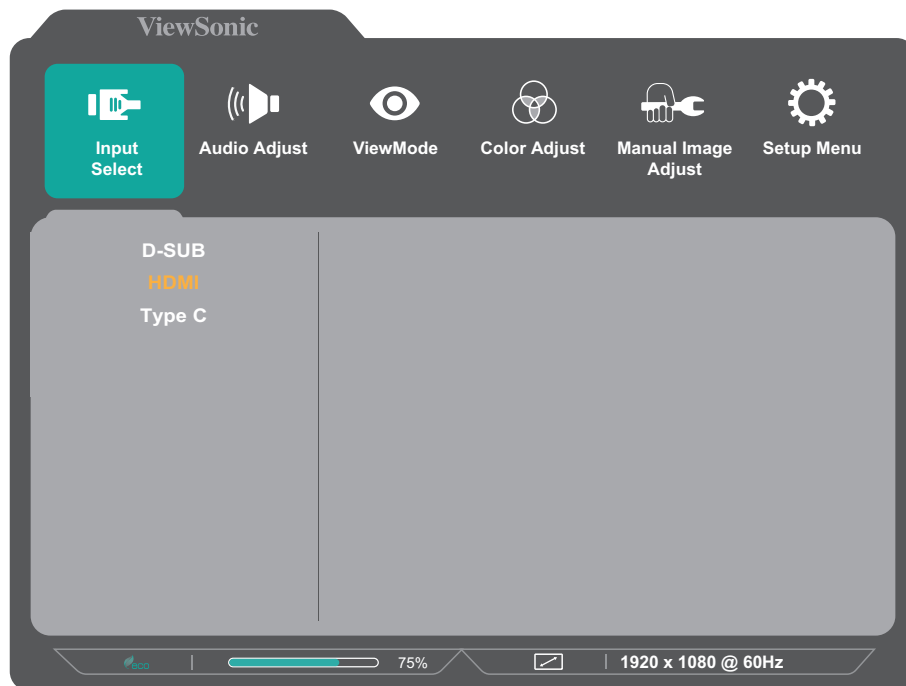 ViewSonic
Input
Select
Audio Adjust
ViewMode
Color Adjust
Manual Image
Adjust
Setup Menu
D-SUB
HDMI
Type C
ECO
75%
1920 x 1080 @ 60Hz